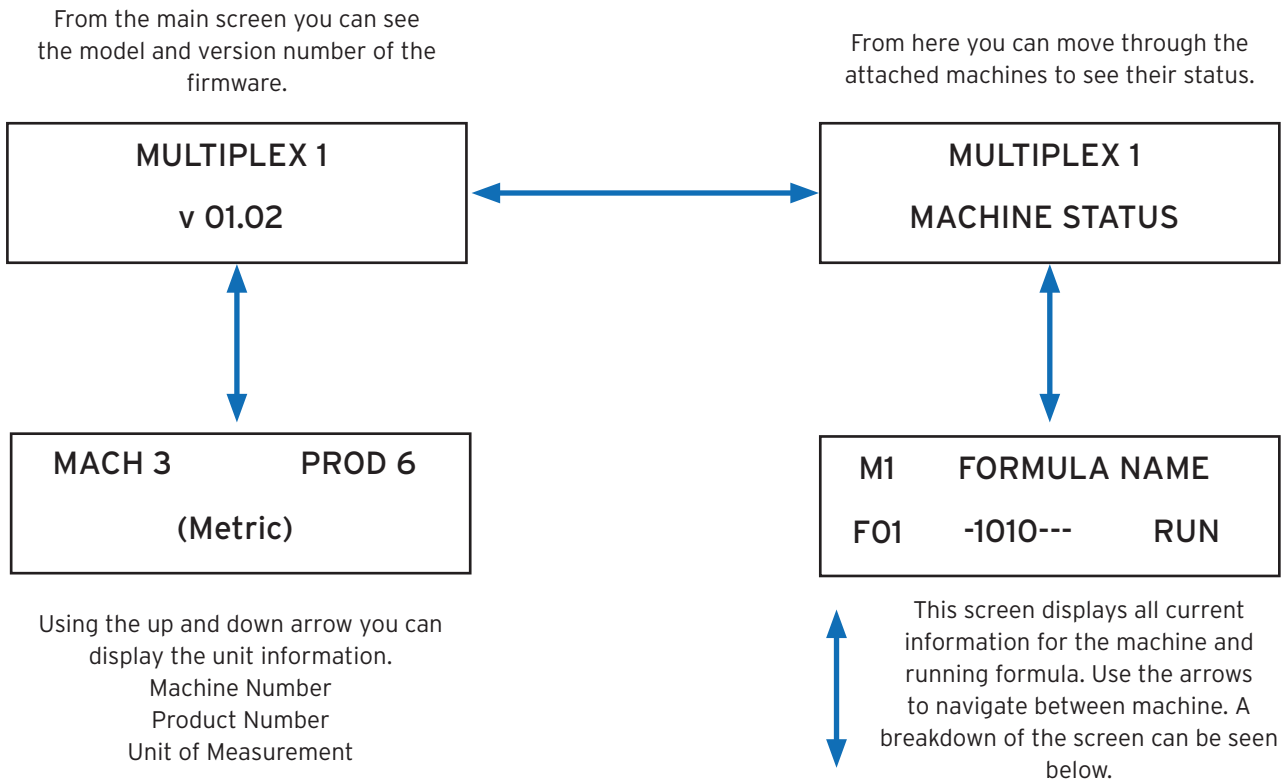 From the main screen you can see
the model and version number of the
firmware.
MULTIPLEX 1
v 01.02
From here you can move through the
attached machines to see their status.
MULTIPLEX 1
MACHINE STATUS
MACH 3 PROD 6
(Metric)
Using the up and down arrow you can
display the unit information.
Machine Number
Product Number
Unit of Measurement
M1 FORMULA NAME
F01 -1010--- RUN
This screen displays all current
information for the machine and
running formula. Use the arrows
to navigate between machine. A
breakdown of the screen can be seen
below.